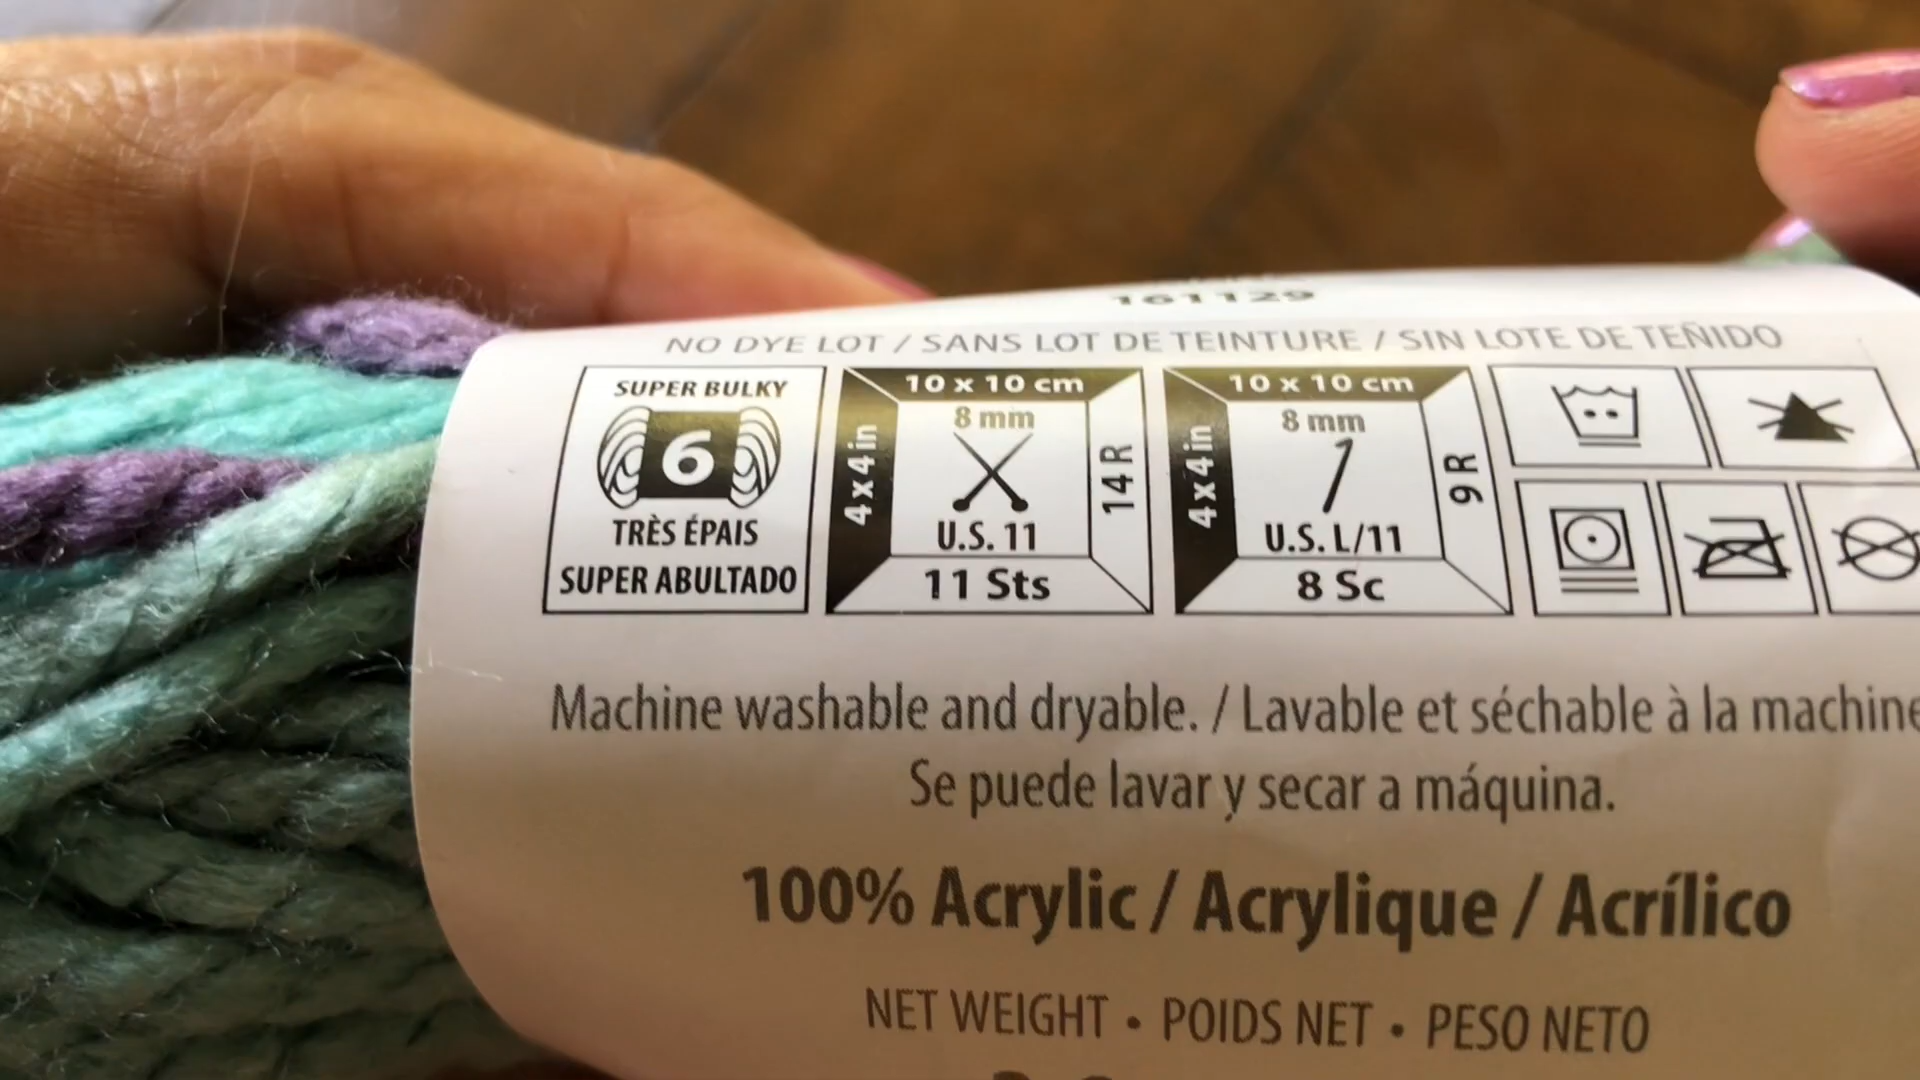 161129
NO DYE LOT / SANS LOT DE TEINTURE / SIN LOTE DE TEÑIDO
SUPER BULKY
6
TRÈS ÉPAIS
SUPER ABULTADO
10 x 10 cm
4 x 4 in
8 mm
14 R
U.S. 11
11 Sts
10 x 10 cm
4 x 4 in
8 mm
9 R
U.S. L/11
8 Sc
Machine washable and dryable. / Lavable et séchable à la machine
Se puede lavar y secar a máquina.
100% Acrylic / Acrylique / Acrílico
NET WEIGHT • POIDS NET • PESO NETO